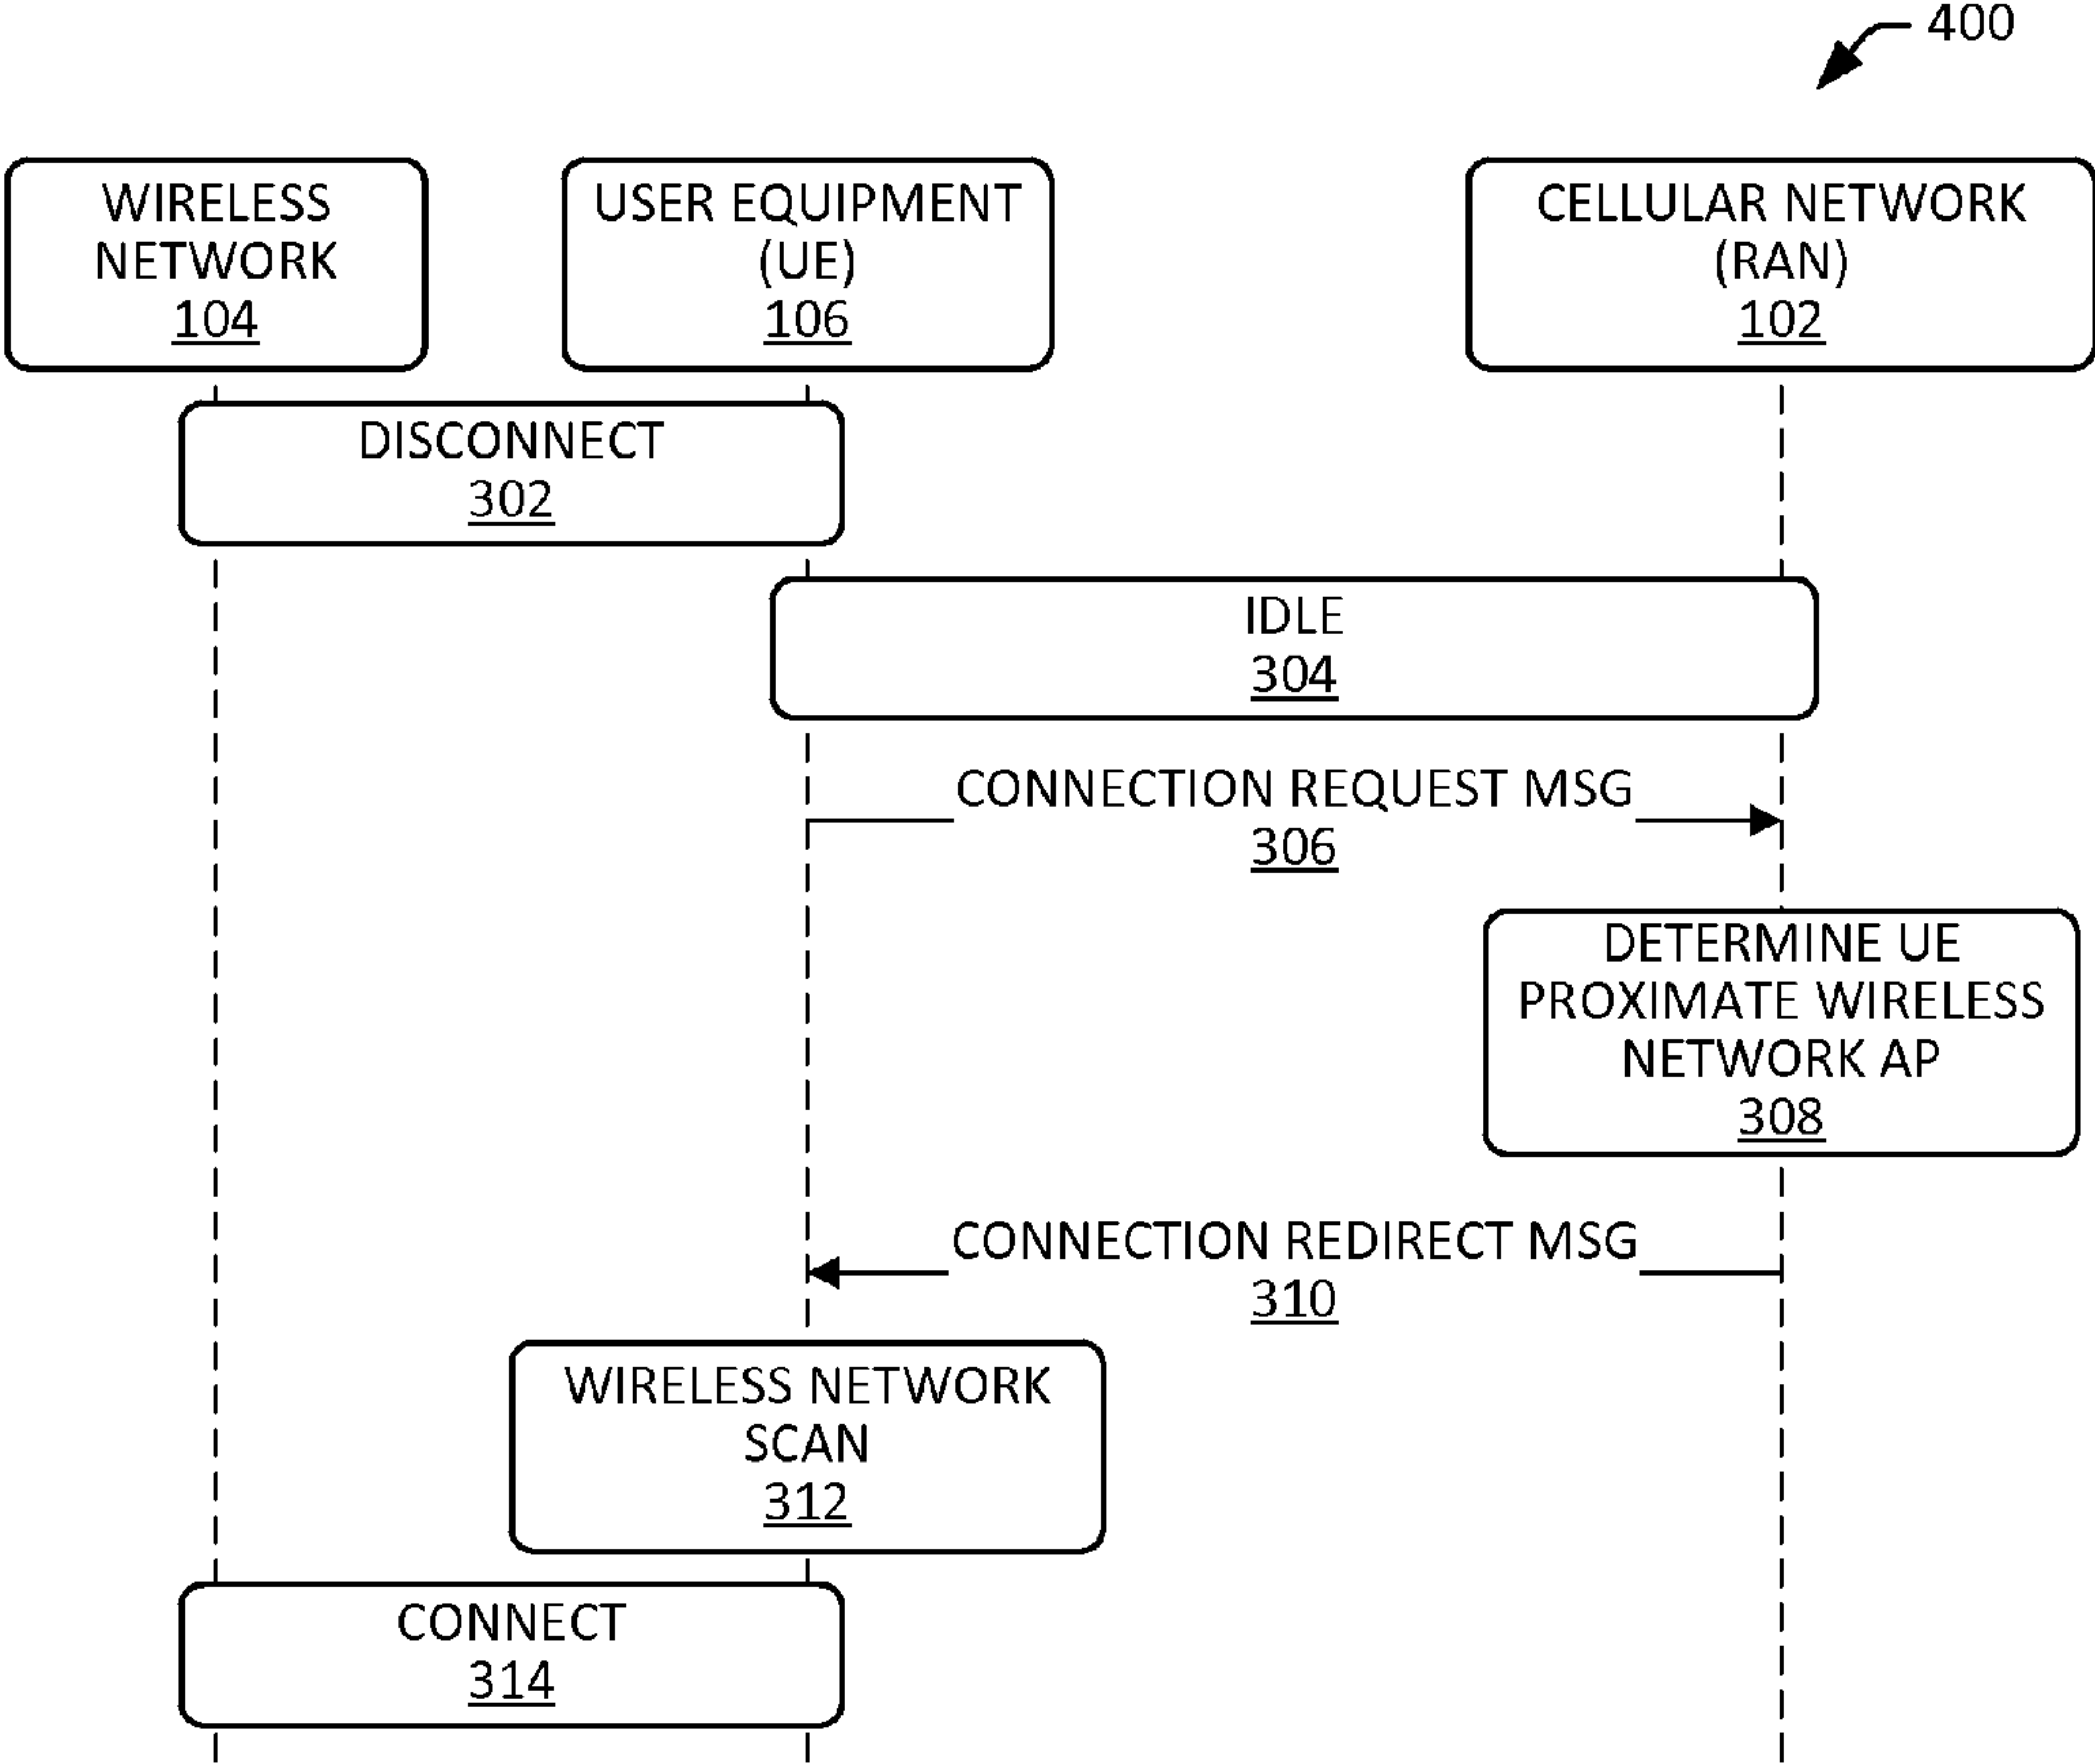 400
WIRELESS
NETWORK
104
USER EQUIPMENT
(UE)
106
CELLULAR NETWORK
(RAN)
102
DISCONNECT
302
IDLE
304
CONNECTION REQUEST MSG
306
DETERMINE UE
PROXIMATE WIRELESS
NETWORK AP
308
CONNECTION REDIRECT MSG
310
WIRELESS NETWORK
SCAN
312
CONNECT
314